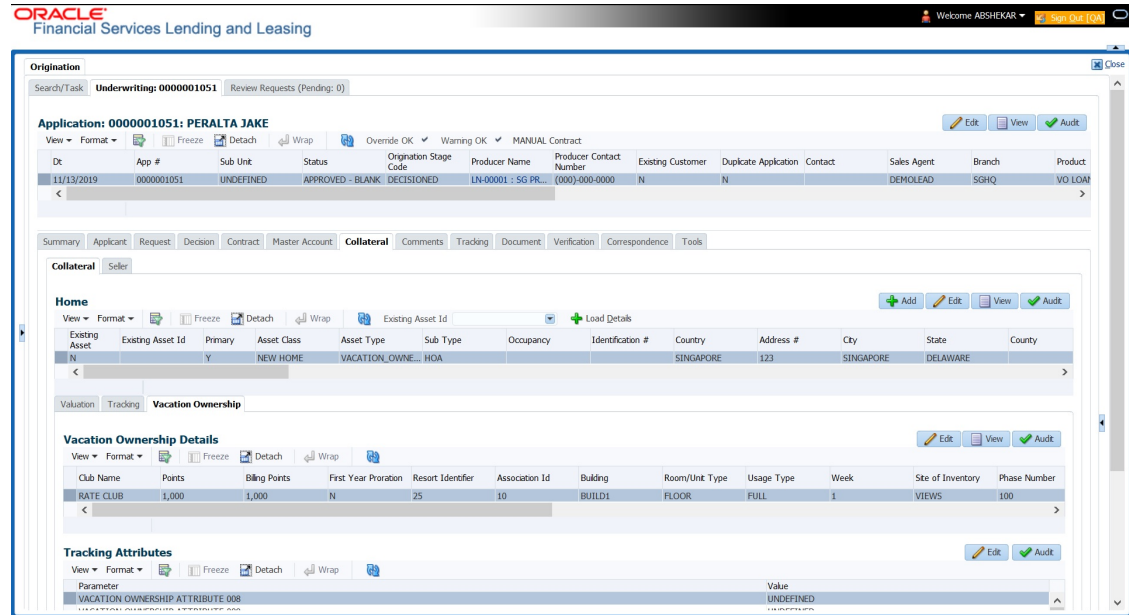 ORACLE
Financial Services Lending and Leasing
Welcome ABSHEKAR
Sign Out [QA]
Close
Origination
Search/Task Underwriting: 0000001051 Review Requests (Pending: 0)
Application: 0000001051: PERALTA JAKE
Edit View Audit
View Format Freeze Detach Wrap Override OK Warning OK MANUAL Contract
Dt App # Sub Unit Status Origination Stage Code Producer Name Producer Contact Number Existing Customer Duplicate Application Contact Sales Agent Branch Product
11/13/2019 0000001051 UNDEFINED APPROVED - BLANK DECISIONED LN-00001 : SG PR... (000)-000-0000 N N DEMOLEAD SGHQ VO LOAN
Summary Applicant Request Decision Contract Master Account Collateral Comments Tracking Document Verification Correspondence Tools
Collateral Seller
Home
Add Edit View Audit
View Format Freeze Detach Wrap Existing Asset Id Load Details
Existing Asset Existing Asset Id Primary Asset Class Asset Type Sub Type Occupancy Identification # Country Address # City State County
N Y NEW HOME VACATION_OWNE... HOA SINGAPORE 123 SINGAPORE DELAWARE
Valuation Tracking Vacation Ownership
Vacation Ownership Details
Edit View Audit
View Format Freeze Detach Wrap
Club Name Points Billing Points First Year Proration Resort Identifier Association Id Building Room/Unit Type Usage Type Week Site of Inventory Phase Number
RATE CLUB 1,000 1,000 N 25 10 BUILD1 FLOOR FULL 1 VIEWS 100
Tracking Attributes
Edit Audit
View Format Freeze Detach Wrap
Parameter Value
VACATION OWNERSHIP ATTRIBUTE 008 UNDEFINED